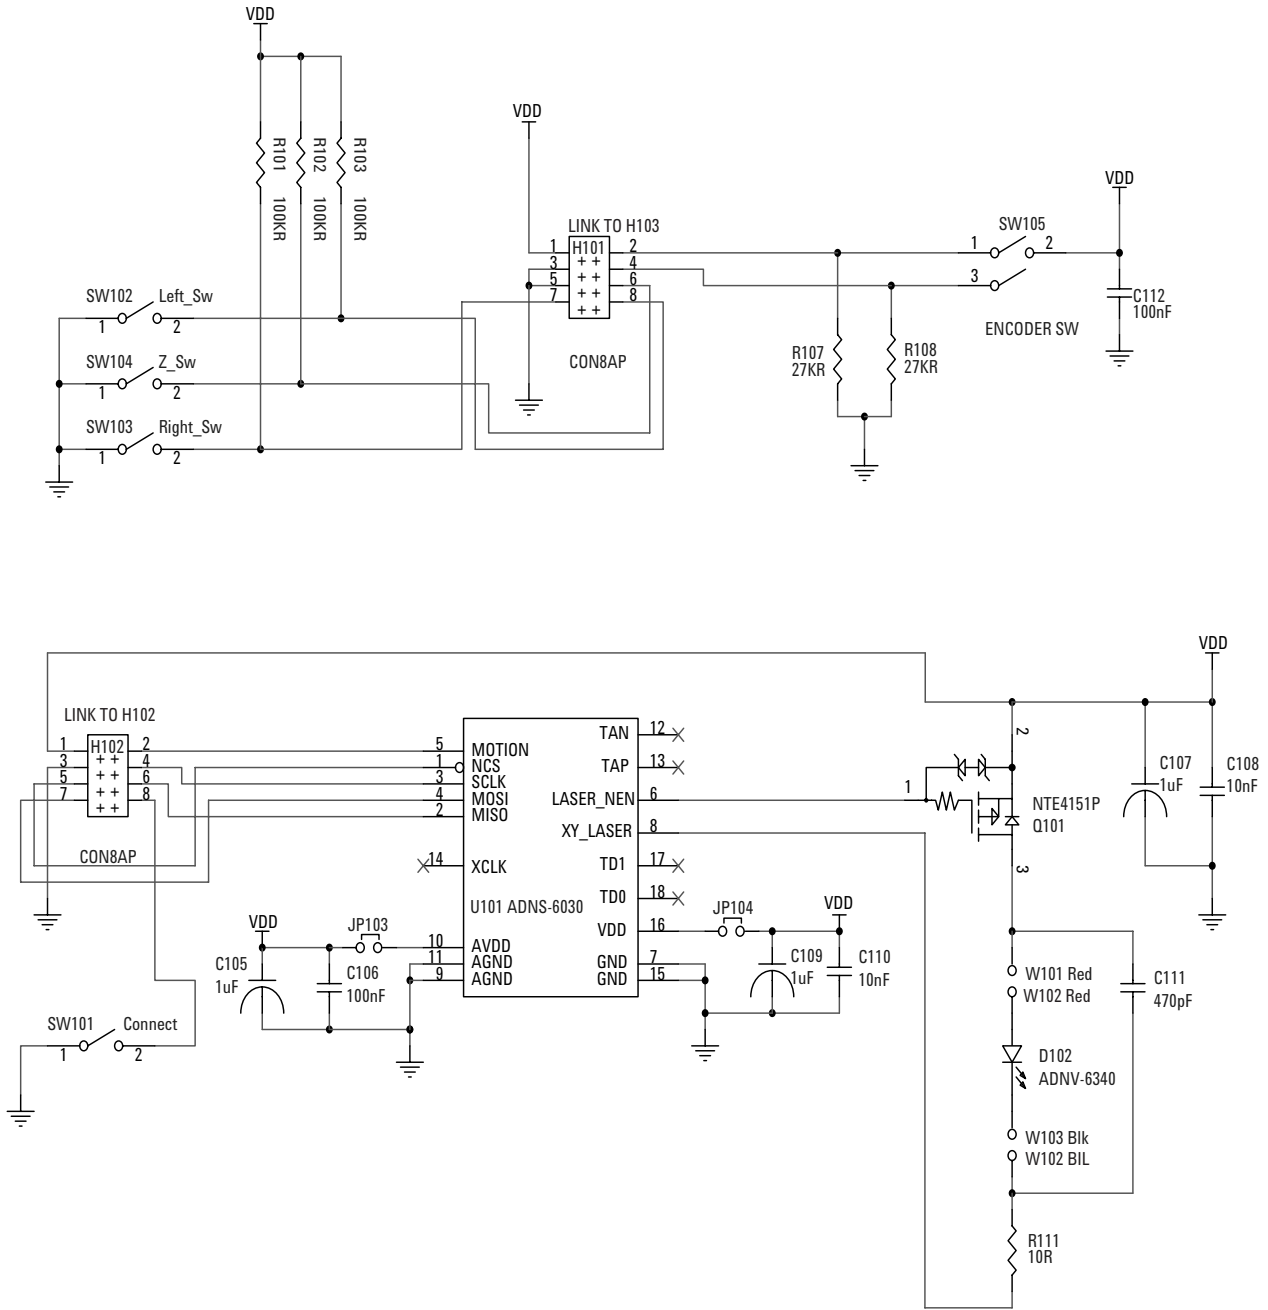 VDD
R101 100KR
R102 100KR
R103 100KR
VDD
LINK TO H103
H101
1 2
3 4
5 6
7 8
CON8AP
VDD
SW105
1 2
3
ENCODER SW
C112
100nF
R107
27KR
R108
27KR
SW102 Left_Sw
1 2
SW104 Z_Sw
1 2
SW103 Right_Sw
1 2
VDD
LINK TO H102
H102
1 2
3 4
5 6
7 8
CON8AP
5 MOTION
1 NCS
3 SCLK
4 MOSI
2 MISO
14 XCLK
U101 ADNS-6030
10 AVDD
11 AGND
9 AGND
TAN 12
TAP 13
LASER_NEN 6
XY_LASER 8
TD1 17
TD0 18
VDD 16
GND 7
GND 15
VDD
JP103
C105
1uF
C106
100nF
SW101 Connect
1 2
JP104
VDD
C109
1uF
C110
10nF
1
2
3
NTE4151P
Q101
C107
1uF
C108
10nF
W101 Red
W102 Red
C111
470pF
D102
ADNV-6340
W103 Blk
W102 BIL
R111
10R